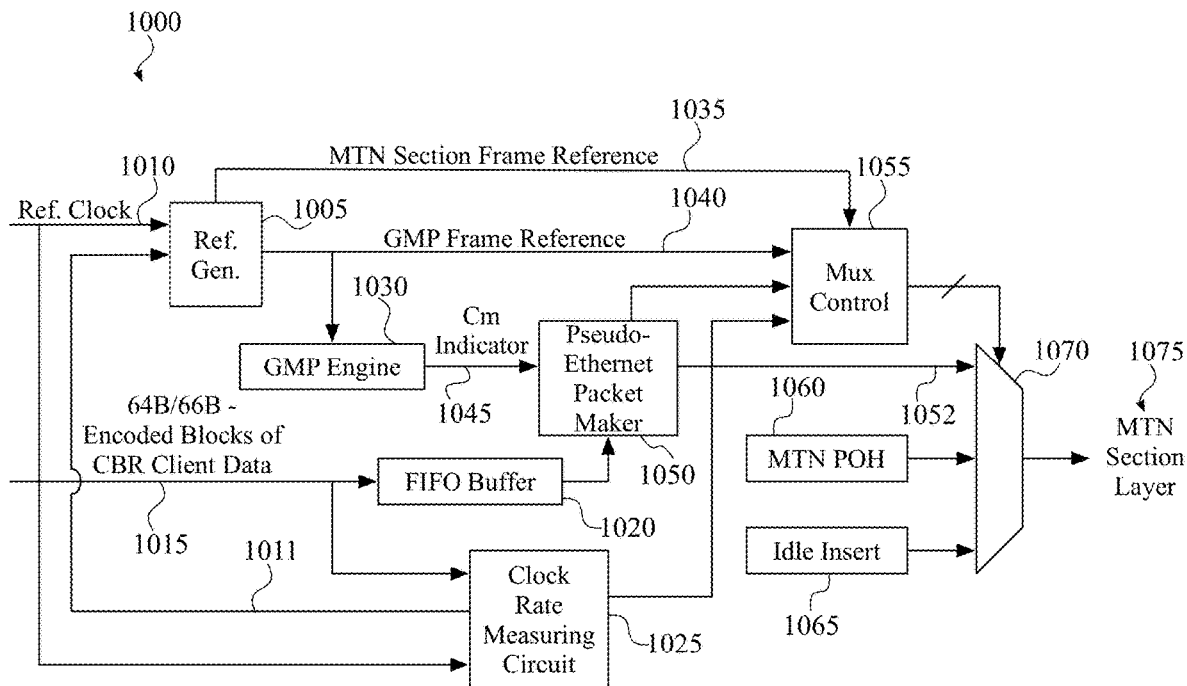 1000
1035
MTN Section Frame Reference
1010
1055
Ref. Clock
1005
1040
Ref.
Gen.
GMP Frame Reference
Mux
Control
1030
Cm
Indicator
Pseudo-
Ethernet
Packet
Maker
GMP Engine
1070
1075
1045
1060
1052
64B/66B -
Encoded Blocks of
CBR Client Data
MTN
Section
Layer
MTN POH
FIFO Buffer
1050
1015
1020
1011
Idle Insert
Clock
Rate
Measuring
Circuit
1025
1065